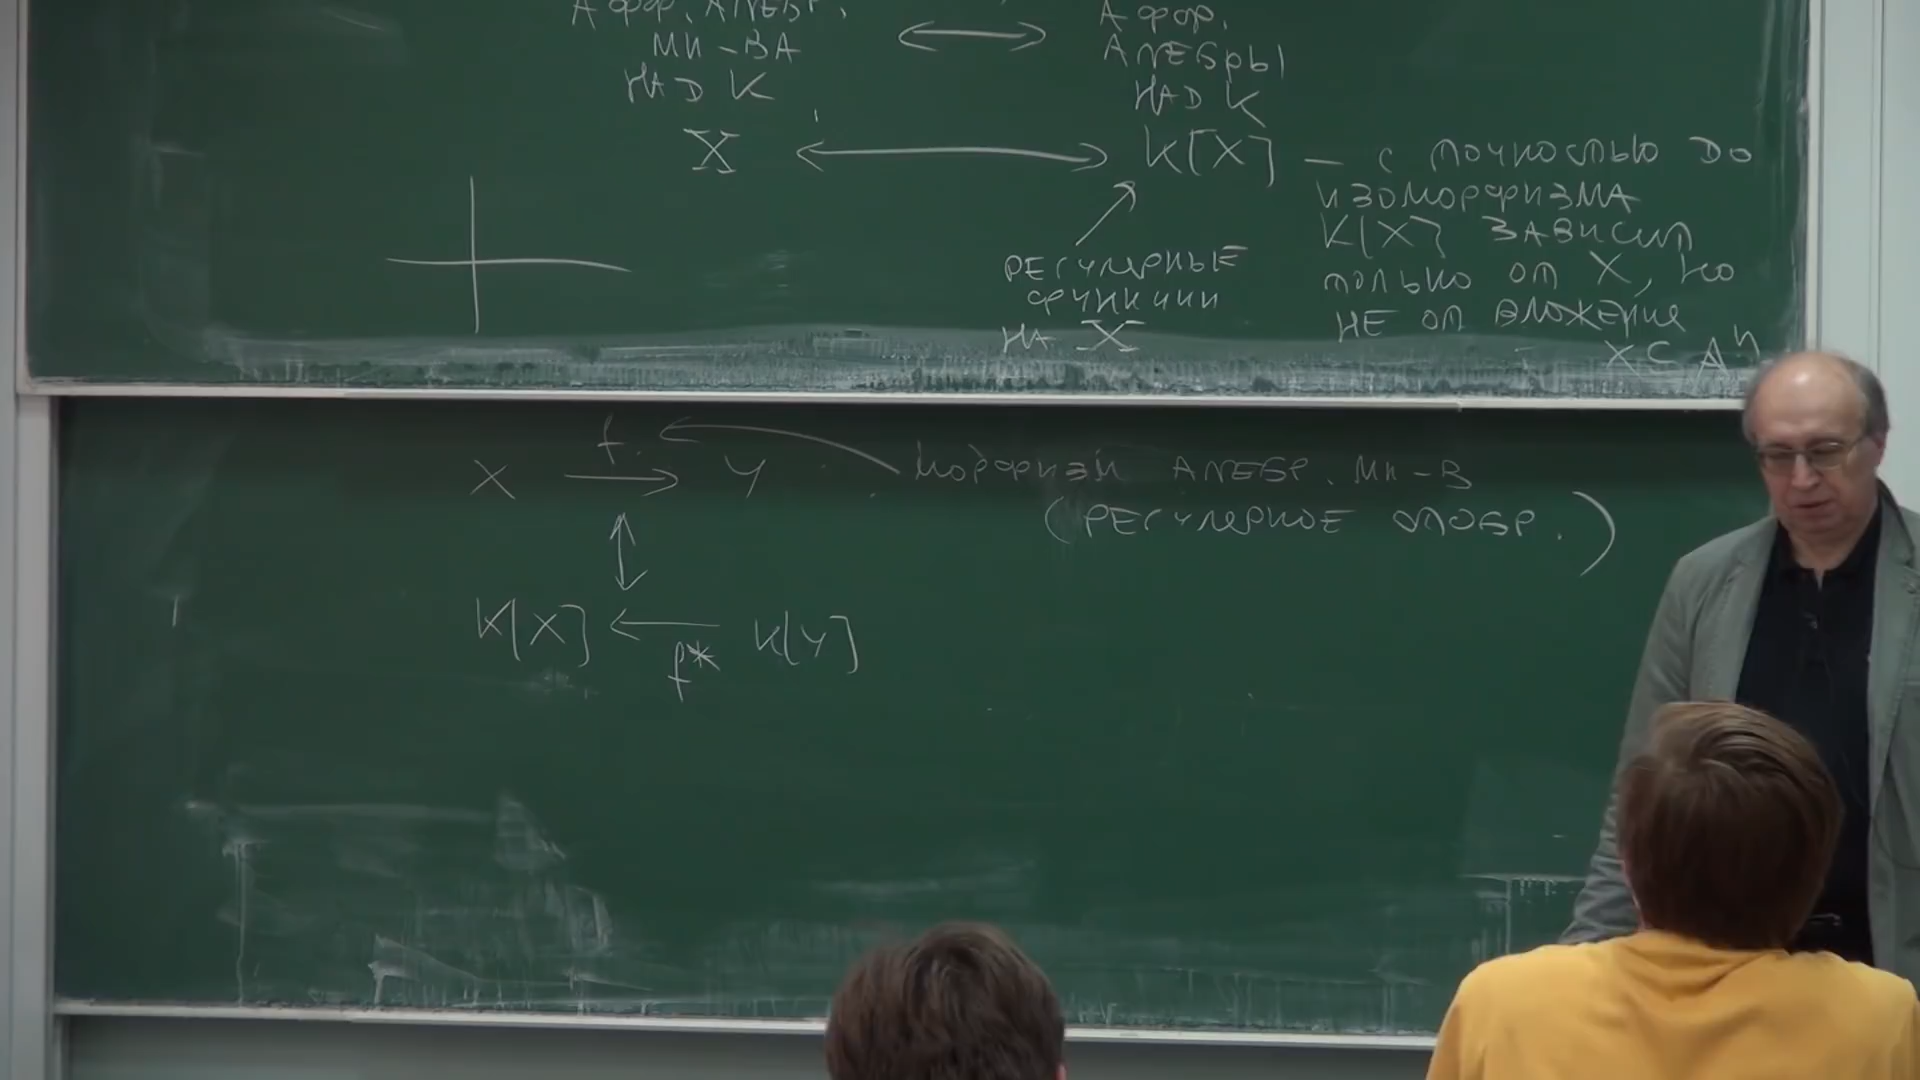 Афф. АЛГЕБР.
МН-ВА
НАД K
Афф.
АЛГЕБРЫ
НАД K
X ⟷ K[X] — с точностью до
изоморфизма
K[X] зависит
только от X, но
не от вложения
X ⊂ Aⁿ
РЕГУЛЯРНЫЕ
функции
на X
X → Y
f
морфизм АЛГЕБР. МН-В
(РЕГУЛЯРНОЕ отобр.)
K[X] ← K[Y]
f*